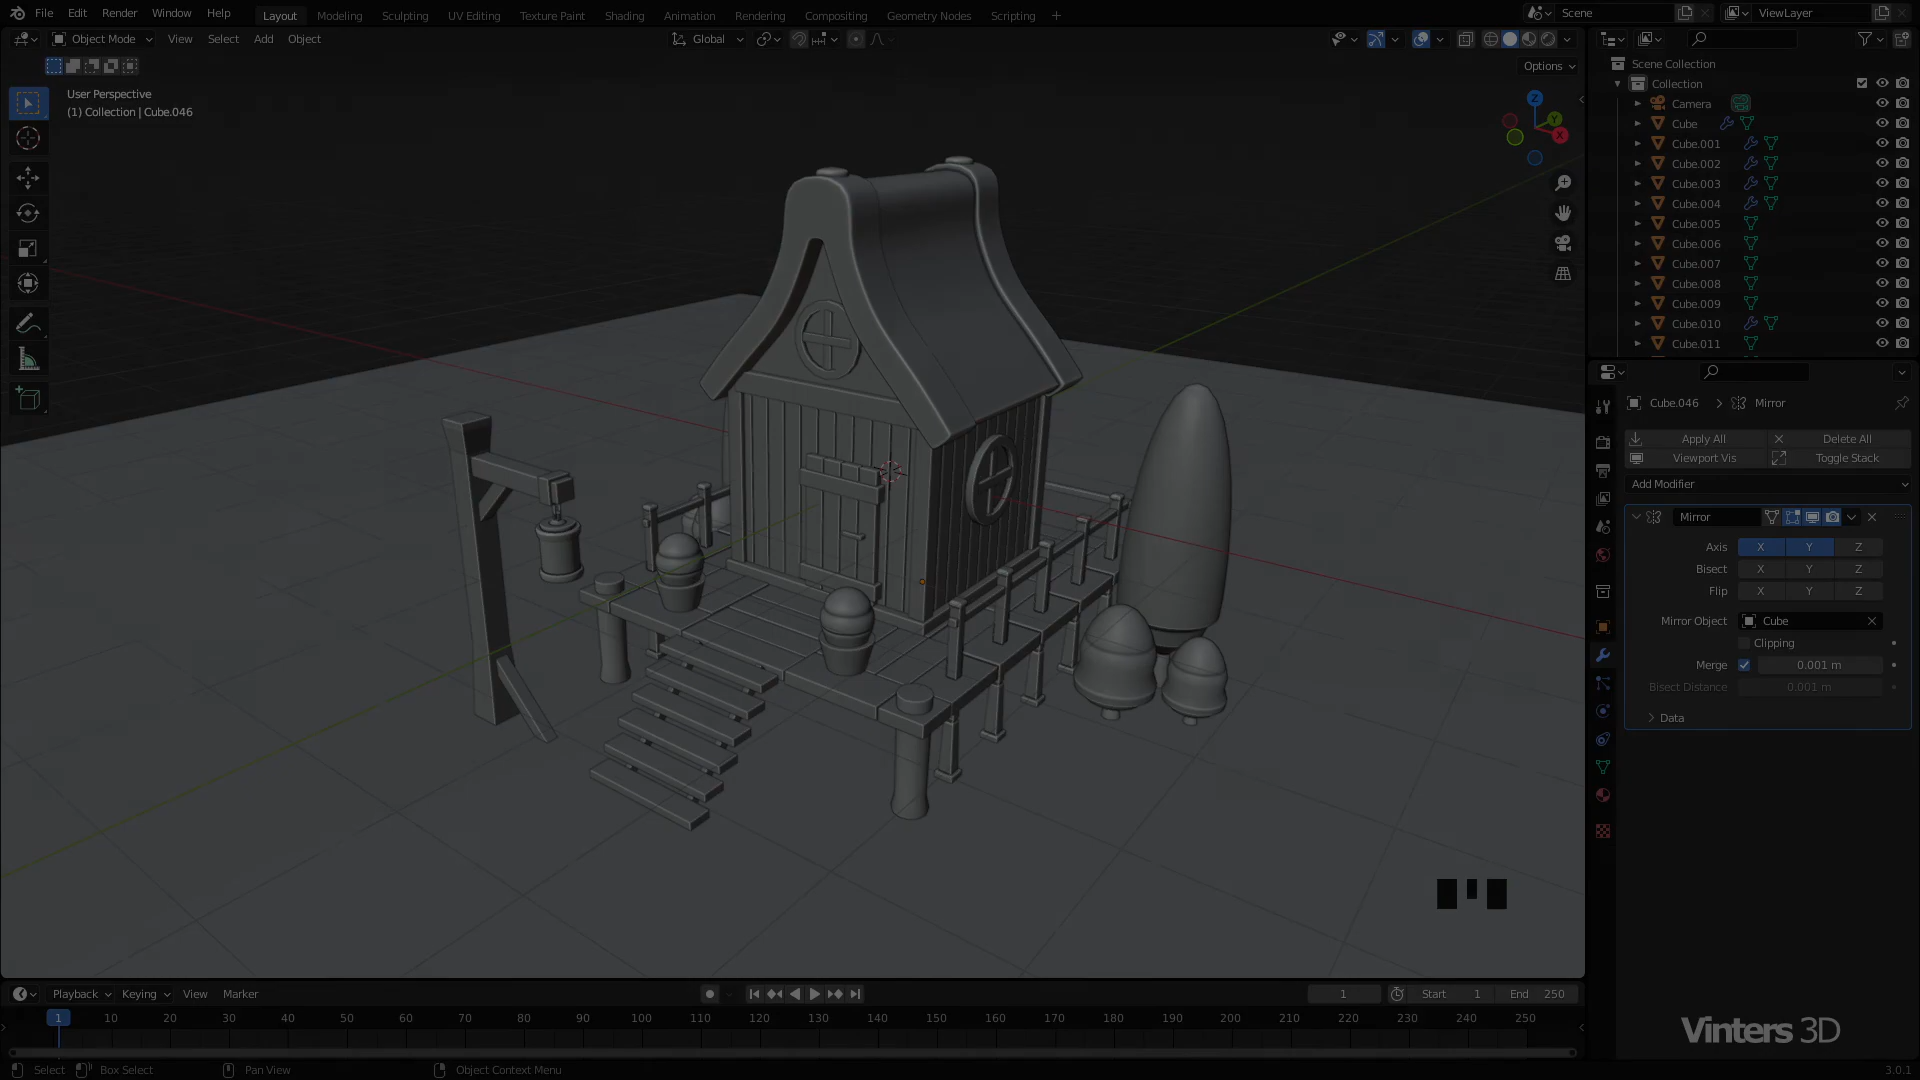 File Edit Render Window Help Layout Modeling Sculpting UV Editing Texture Paint Shading Animation Rendering Compositing Geometry Nodes Scripting + Scene ViewLayer
Object Mode View Select Add Object Global
Options
User Perspective
(1) Collection | Cube.046
Z
Y
X
Scene Collection
Collection
Camera
Cube
Cube.001
Cube.002
Cube.003
Cube.004
Cube.005
Cube.006
Cube.007
Cube.008
Cube.009
Cube.010
Cube.011
Cube.046 > Mirror
Apply All Delete All
Viewport Vis Toggle Stack
Add Modifier
Mirror
Axis X Y Z
Bisect X Y Z
Flip X Y Z
Mirror Object Cube
Clipping
Merge 0.001 m
Bisect Distance 0.001 m
Data
Playback Keying View Marker 1 Start 1 End 250
1 10 20 30 40 50 60 70 80 90 100 110 120 130 140 150 160 170 180 190 200 210 220 230 240 250
Vinters 3D
Select Box Select Pan View Object Context Menu 3.0.1